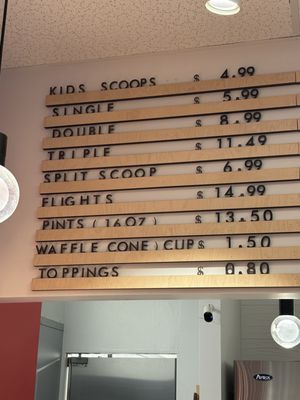 KIDS SCOOPS $ 4.99
SINGLE $ 5.99
DOUBLE $ 8.99
TRIPLE $ 11.49
SPLIT SCOOP $ 6.99
FLIGHTS $ 14.99
PINTS (16OZ) $ 13.50
WAFFLE CONE)CUP $ 1.50
TOPPINGS $ 0.80